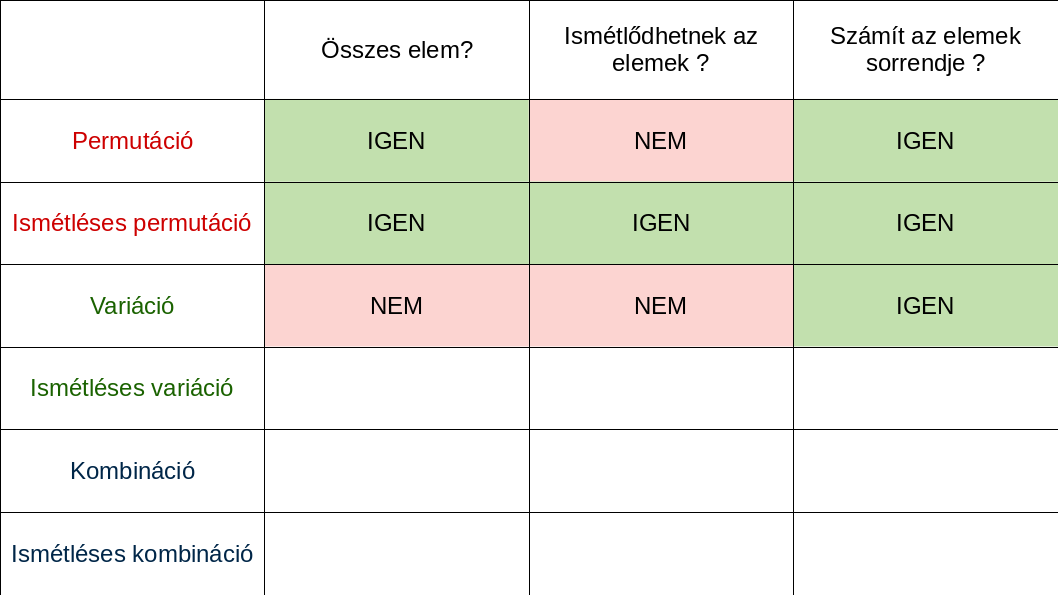 Összes elem?
Ismétlődhetnek az
elemek ?
Számít az elemek
sorrendje ?
Permutáció IGEN NEM IGEN
Ismétléses permutáció IGEN IGEN IGEN
Variáció NEM NEM IGEN
Ismétléses variáció
Kombináció
Ismétléses kombináció